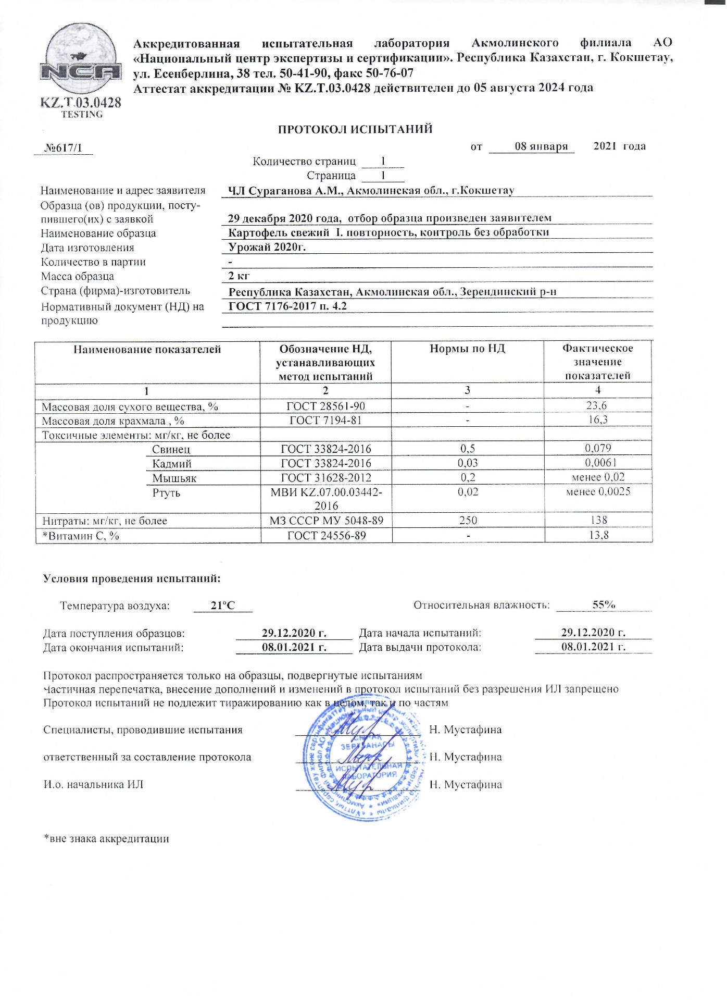 NCA
KZ.T.03.0428
TESTING
Аккредитованная испытательная лаборатория Акмолинского филиала АО
«Национальный центр экспертизы и сертификации». Республика Казахстан, г. Кокшетау,
ул. Есенберлина, 38 тел. 50-41-90, факс 50-76-07
Аттестат аккредитации № KZ.T.03.0428 действителен до 05 августа 2024 года
ПРОТОКОЛ ИСПЫТАНИЙ
№617/1 от 08 января 2021 года
Количество страниц 1
Страница 1
Наименование и адрес заявителя ЧЛ Сураганова А.М., Акмолинская обл., г.Кокшетау
Образца (ов) продукции, посту-
пившего(их) с заявкой 29 декабря 2020 года, отбор образца произведен заявителем
Наименование образца Картофель свежий I. повторность, контроль без обработки
Дата изготовления Урожай 2020г.
Количество в партии -
Масса образца 2 кг
Страна (фирма)-изготовитель Республика Казахстан, Акмолинская обл., Зерендинский р-н
Нормативный документ (НД) на ГОСТ 7176-2017 п. 4.2
продукцию
Наименование показателей Обозначение НД, Нормы по НД Фактическое
устанавливающих значение
метод испытаний показателей
1 2 3 4
Массовая доля сухого вещества, % ГОСТ 28561-90 - 23,6
Массовая доля крахмала , % ГОСТ 7194-81 - 16,3
Токсичные элементы: мг/кг, не более
Свинец ГОСТ 33824-2016 0,5 0,079
Кадмий ГОСТ 33824-2016 0,03 0,0061
Мышьяк ГОСТ 31628-2012 0,2 менее 0,02
Ртуть МВИ KZ.07.00.03442- 0,02 менее 0,0025
2016
Нитраты: мг/кг, не более МЗ СССР МУ 5048-89 250 138
*Витамин С, % ГОСТ 24556-89 - 13,8
Условия проведения испытаний:
Температура воздуха: 21ºС Относительная влажность: 55%
Дата поступления образцов: 29.12.2020 г. Дата начала испытаний: 29.12.2020 г.
Дата окончания испытаний: 08.01.2021 г. Дата выдачи протокола: 08.01.2021 г.
Протокол распространяется только на образцы, подвергнутые испытаниям
Частичная перепечатка, внесение дополнений и изменений в протокол испытаний без разрешения ИЛ запрещено
Протокол испытаний не подлежит тиражированию как в целом, так и по частям
Специалисты, проводившие испытания Н. Мустафина
ответственный за составление протокола Н. Мустафина
И.о. начальника ИЛ Н. Мустафина
ЗЕРТХАНАСЫ
ИСПЫТАТЕЛЬНАЯ
ЛАБОРАТОРИЯ
*вне знака аккредитации